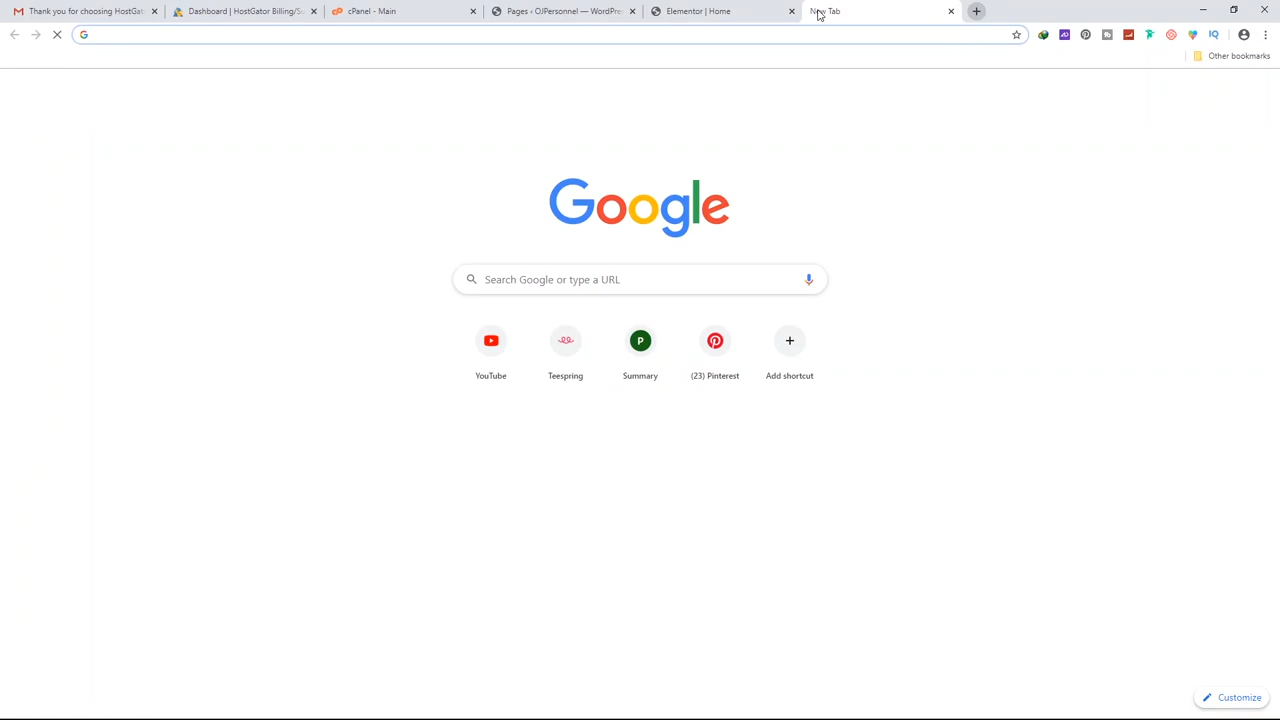 Thank you for choosing HostGat
Dashboard | HostGator Billing/Su
cPanel - Main
Pages ‹ OJPersonnel — WordPre
Elementor | Home
New Tab
Other bookmarks
Google
Search Google or type a URL
YouTube
Teespring
Summary
(23) Pinterest
Add shortcut
Customize